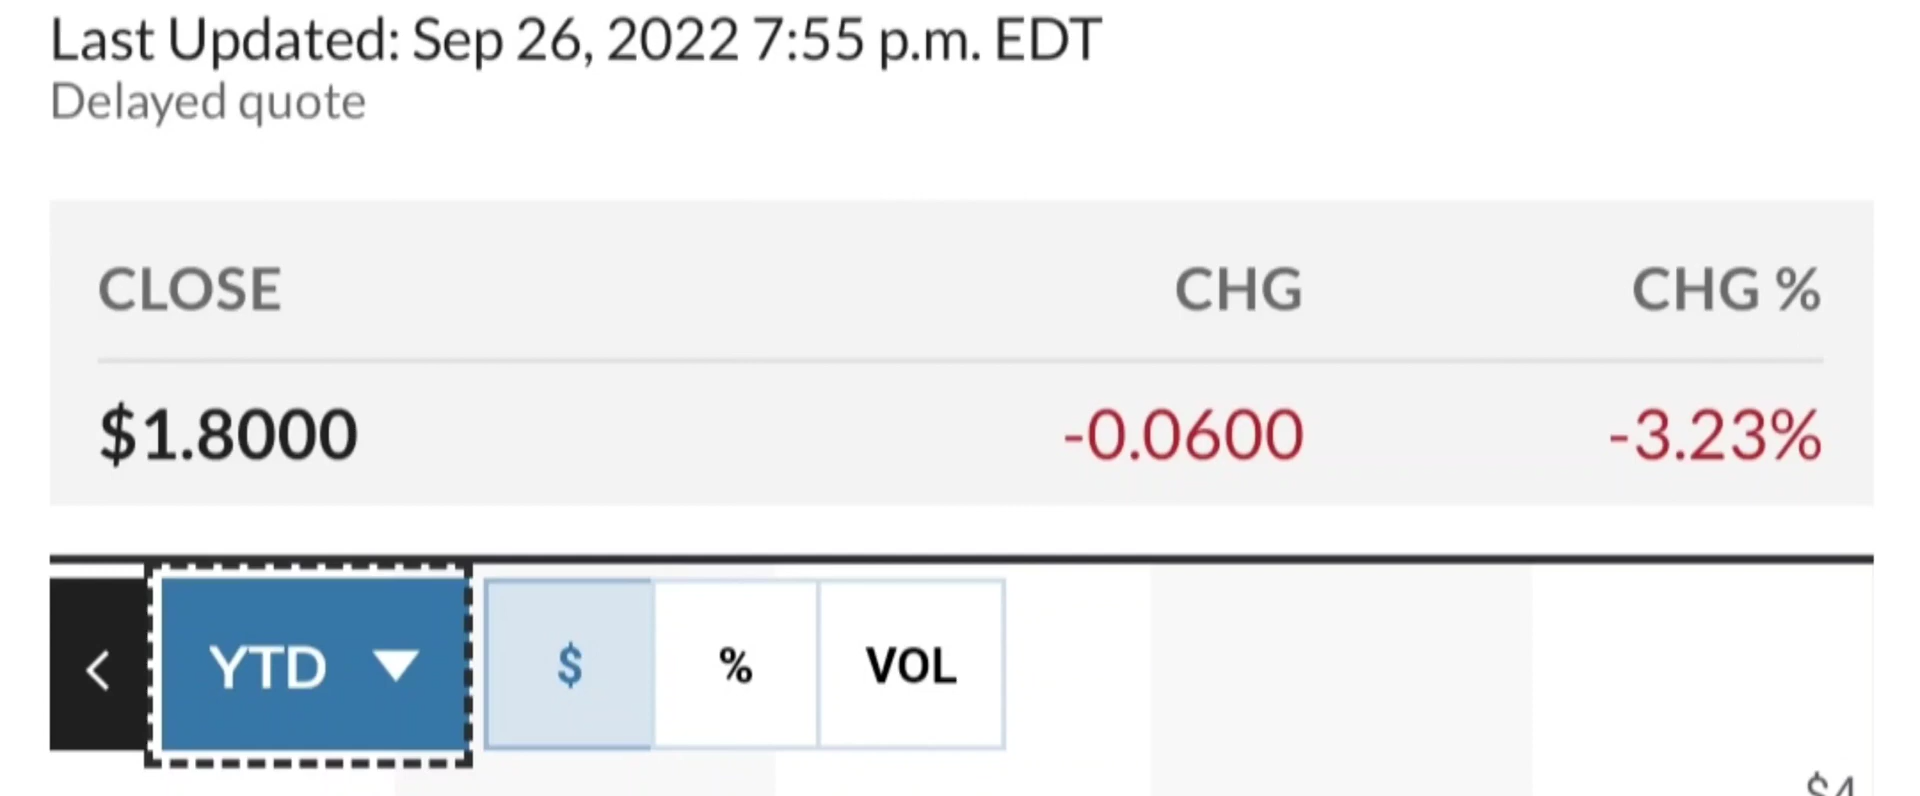 Last Updated: Sep 26, 2022 7:55 p.m. EDT
Delayed quote
CLOSE CHG CHG %
$1.8000 -0.0600 -3.23%
< YTD ▼ $ % VOL
$4